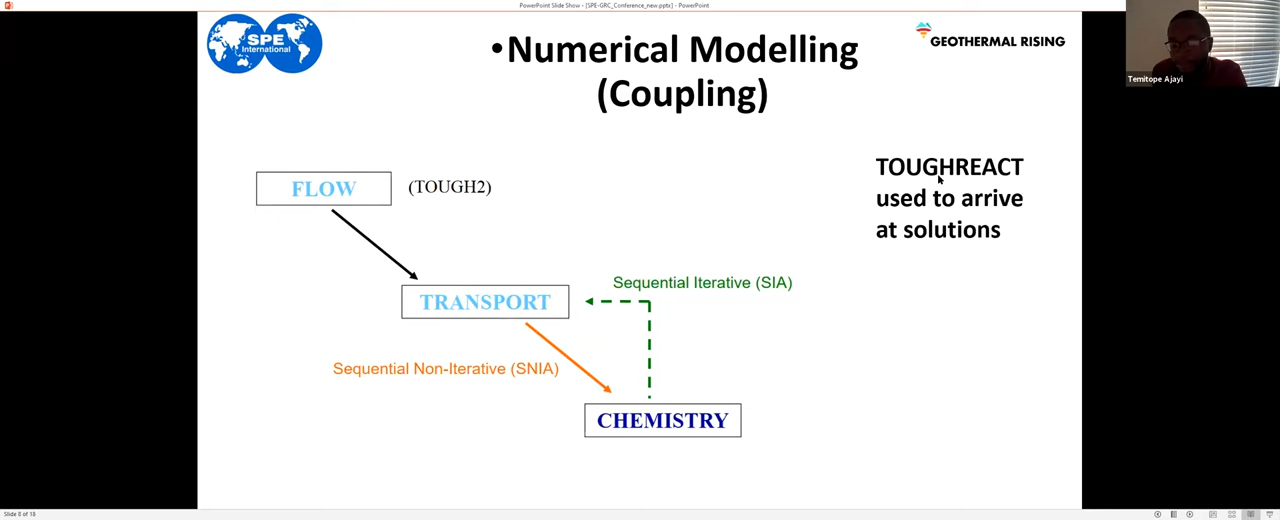 PowerPoint Slide Show - [SPE-GRC_Conference_new.pptx] - PowerPoint
SPE
International
•Numerical Modelling
(Coupling)
GEOTHERMAL RISING
Temitope Ajayi
FLOW
(TOUGH2)
TOUGHREACT
used to arrive
at solutions
Sequential Iterative (SIA)
TRANSPORT
Sequential Non-Iterative (SNIA)
CHEMISTRY
Slide 8 of 18